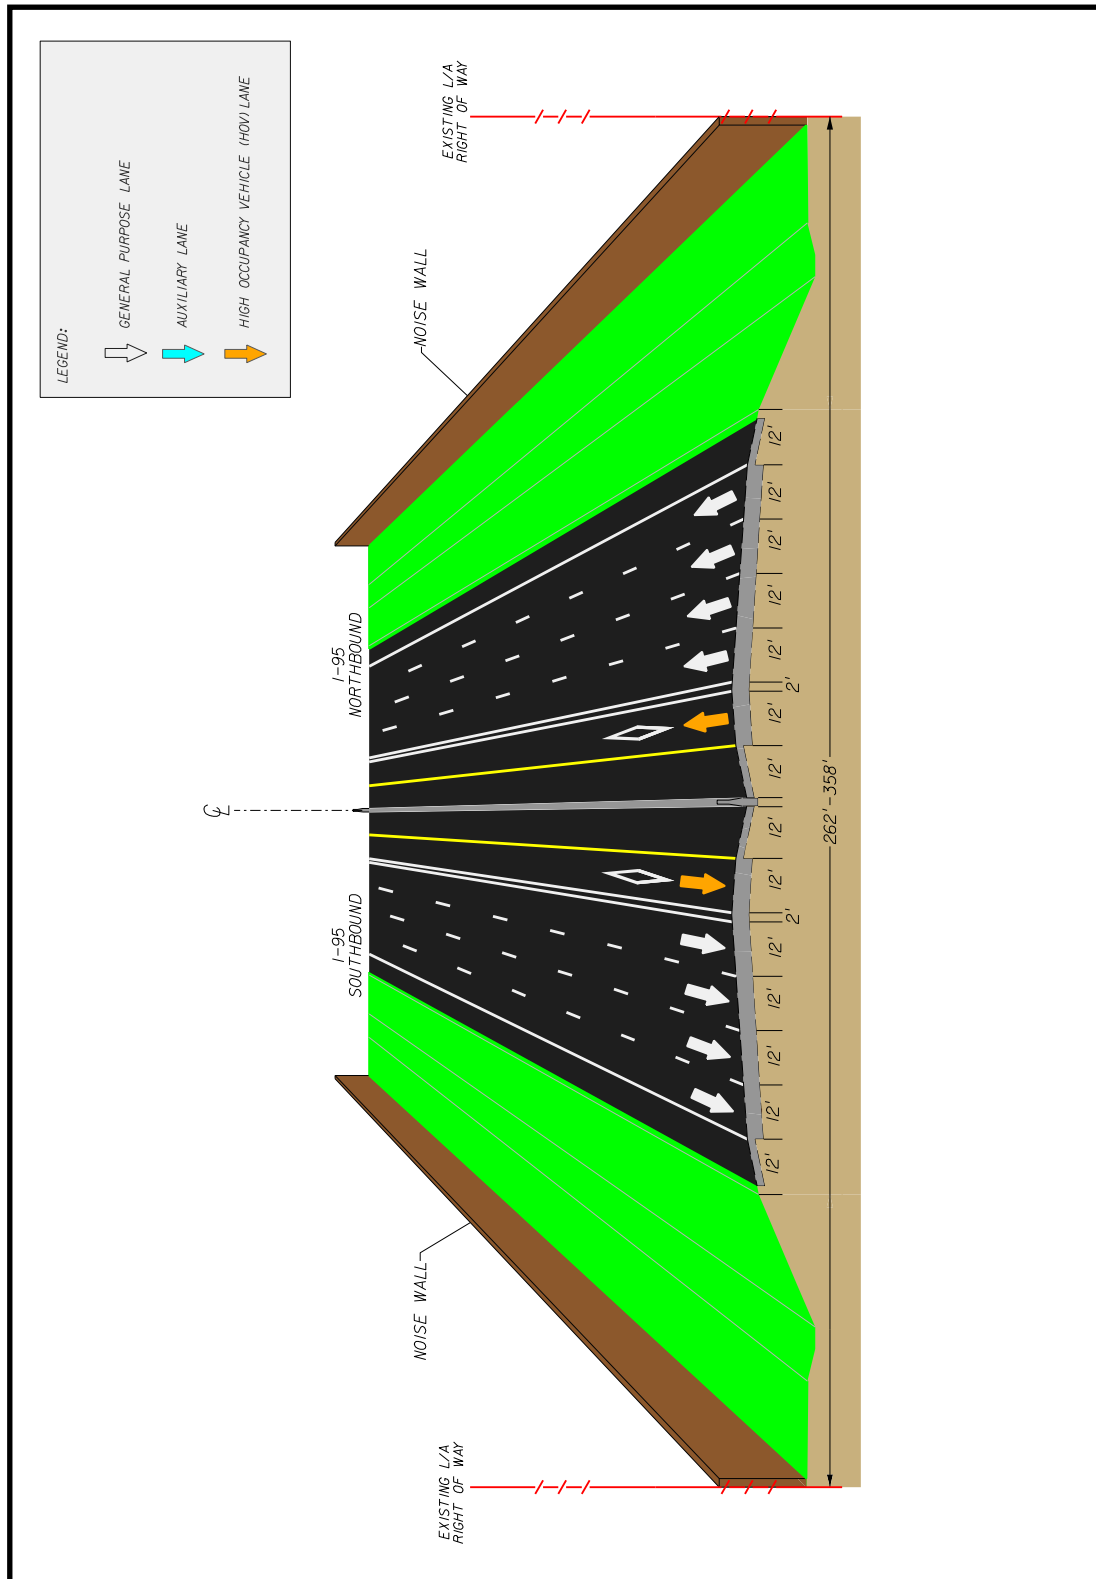 LEGEND:
GENERAL PURPOSE LANE
AUXILIARY LANE
HIGH OCCUPANCY VEHICLE (HOV) LANE
℄
I-95
SOUTHBOUND
I-95
NORTHBOUND
EXISTING L/A
RIGHT OF WAY
NOISE WALL
NOISE WALL
EXISTING L/A
RIGHT OF WAY
12'
12'
12'
12'
12'
2'
12'
12'
12'
12'
2'
12'
12'
12'
12'
12'
262'-358'